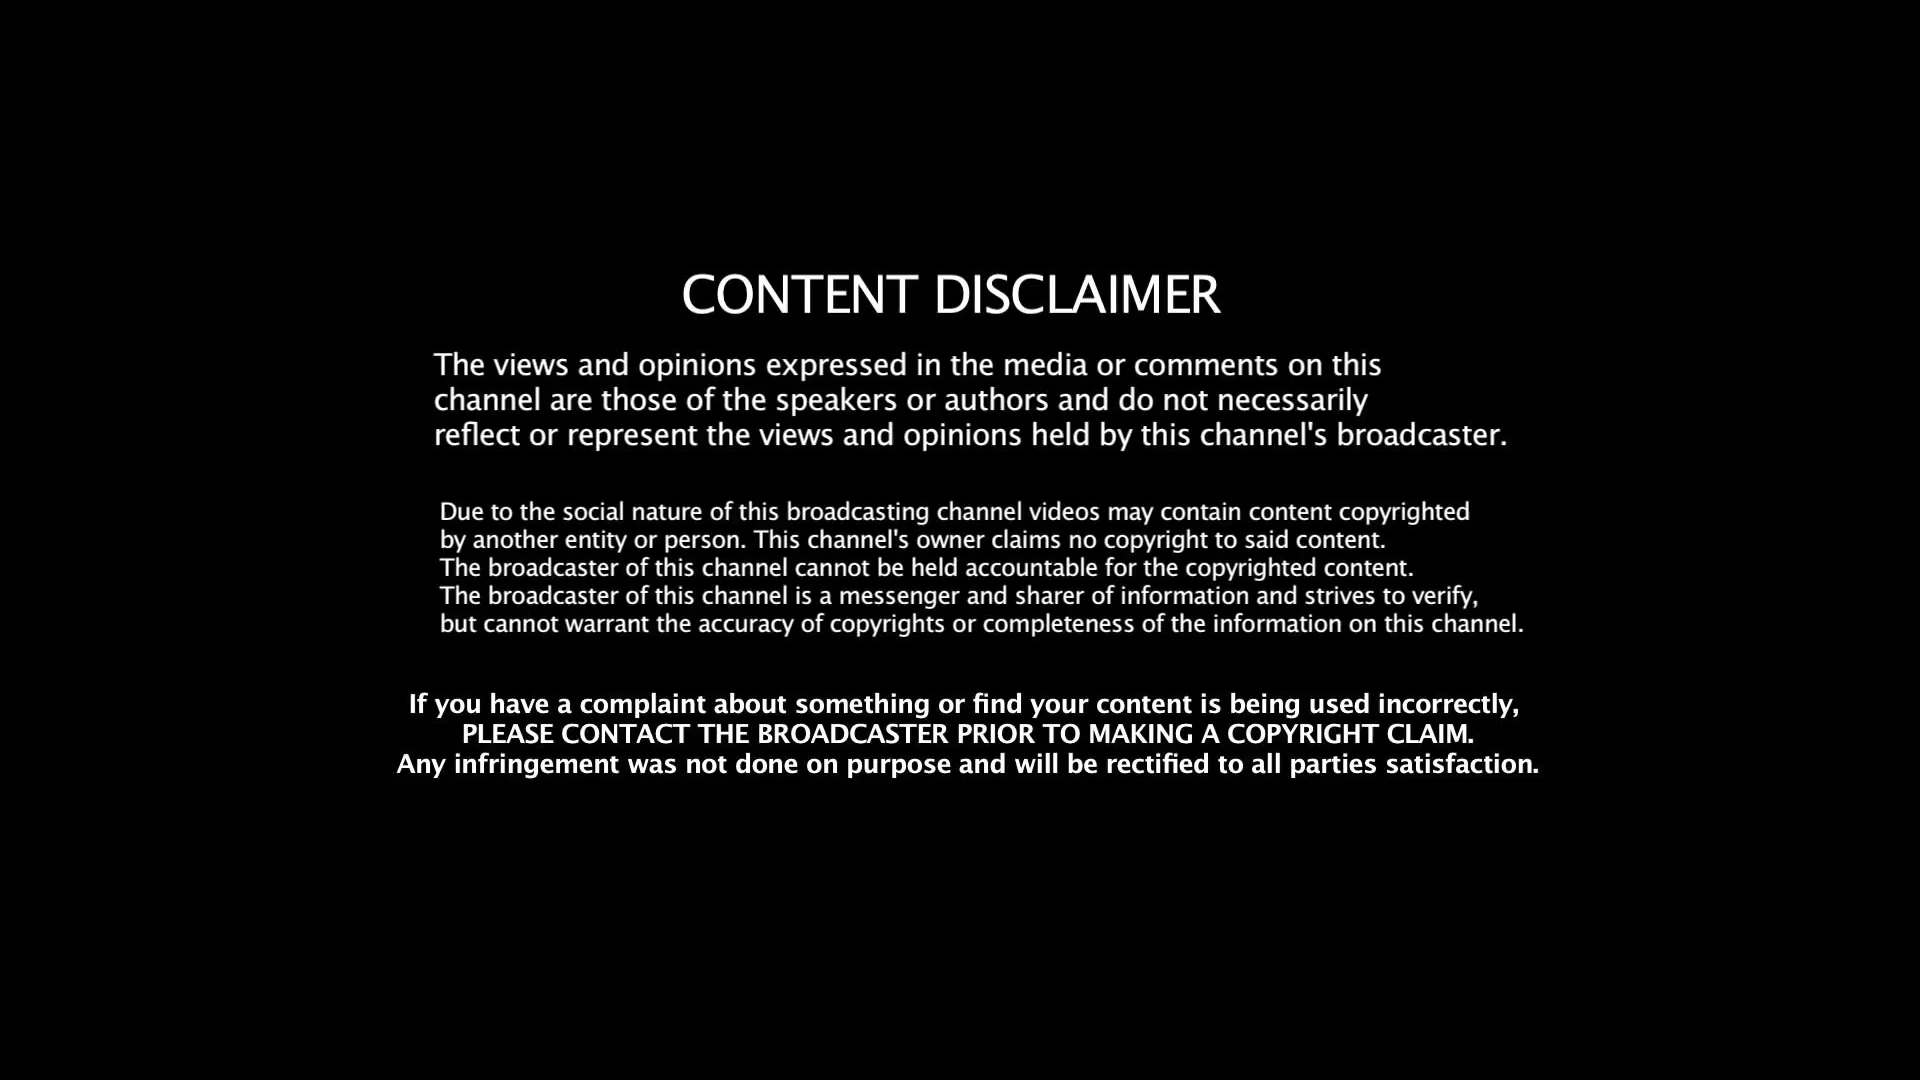 CONTENT DISCLAIMER
The views and opinions expressed in the media or comments on this
channel are those of the speakers or authors and do not necessarily
reflect or represent the views and opinions held by this channel's broadcaster.
Due to the social nature of this broadcasting channel videos may contain content copyrighted
by another entity or person. This channel's owner claims no copyright to said content.
The broadcaster of this channel cannot be held accountable for the copyrighted content.
The broadcaster of this channel is a messenger and sharer of information and strives to verify,
but cannot warrant the accuracy of copyrights or completeness of the information on this channel.
If you have a complaint about something or find your content is being used incorrectly,
PLEASE CONTACT THE BROADCASTER PRIOR TO MAKING A COPYRIGHT CLAIM.
Any infringement was not done on purpose and will be rectified to all parties satisfaction.